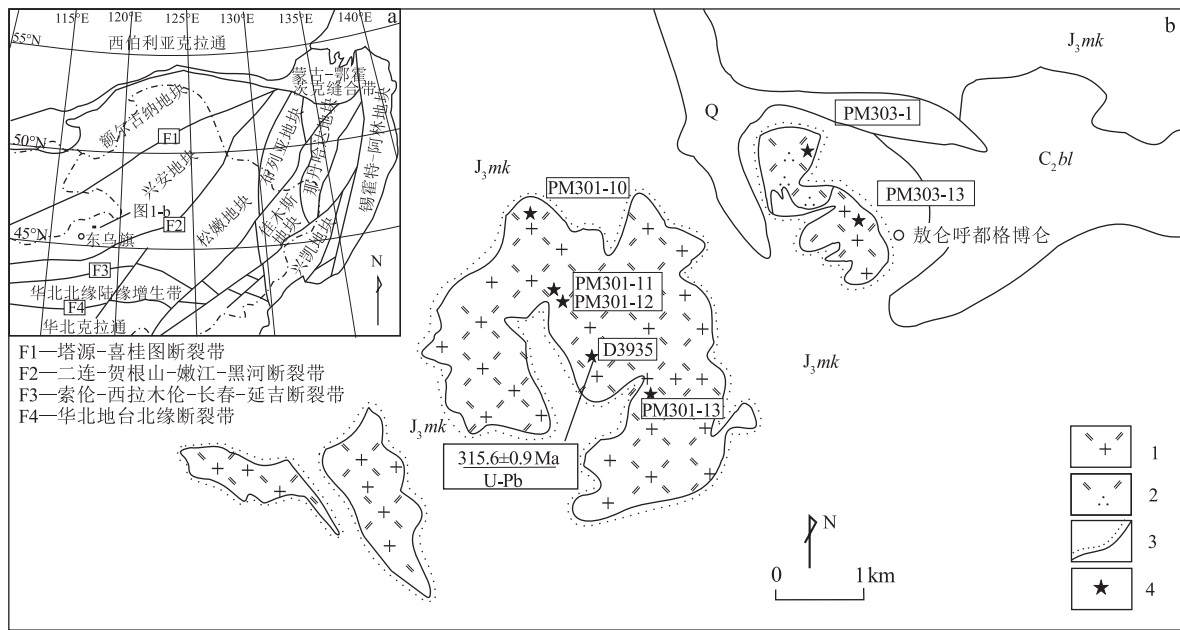 115°E 120°E 125°E 130°E 135°E 140°E
a
55°N
西伯利亚克拉通
蒙古-鄂霍
茨克缝合带
额尔古纳地块
50°N
F1
兴安地块
布列亚地块
那丹哈达地块
锡霍特-阿林地块
松嫩地块
佳木斯
地块
兴凯地块
图1-b
F2
45°N
东乌旗
F3
华北北缘陆缘增生带
F4
华北克拉通
N
F1—塔源-喜桂图断裂带
F2—二连-贺根山-嫩江-黑河断裂带
F3—索伦-西拉木伦-长春-延吉断裂带
F4—华北地台北缘断裂带
b
J3mk
Q
PM303-1
C2bl
J3mk
PM301-10
PM303-13
敖仑呼都格博仑
PM301-11
PM301-12
D3935
J3mk
PM301-13
J3mk
315.6±0.9 Ma
U-Pb
N
0 1 km
1
2
3
4